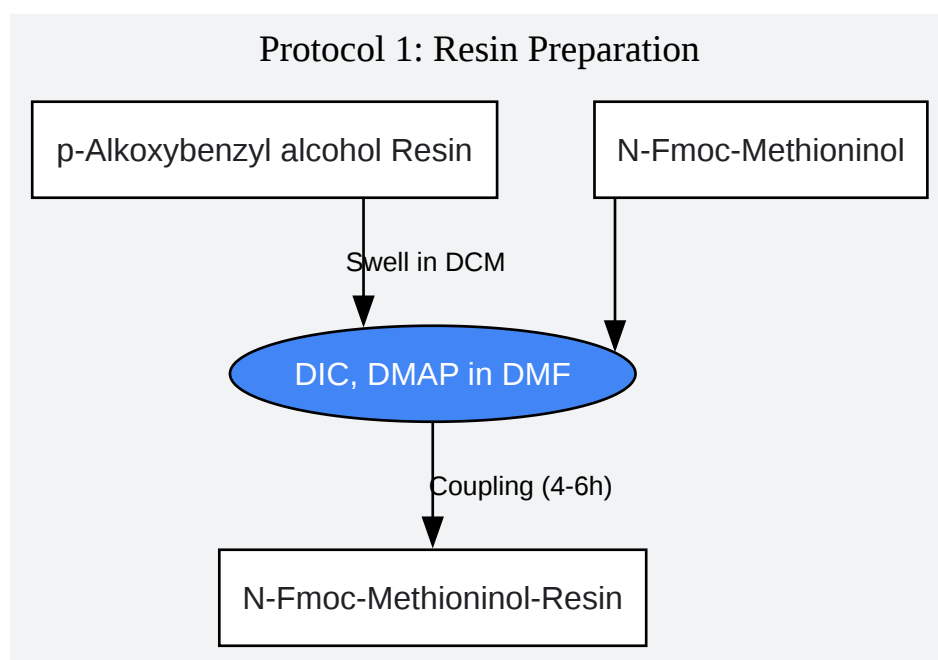 Protocol 1: Resin Preparation
p-Alkoxybenzyl alcohol Resin
N-Fmoc-Methioninol
Swell in DCM
DIC, DMAP in DMF
Coupling (4-6h)
N-Fmoc-Methioninol-Resin